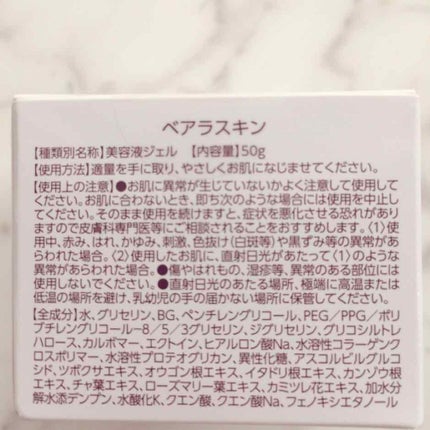 ベアラスキン
【種類別名称】美容液ジェル 【内容量】50g
【使用方法】適量を手に取り、やさしくお肌になじませてください。
【使用上の注意】●お肌に異常が生じていないかよく注意して使用して
ください。お肌に合わないとき、即ち次のような場合には使用を中止し
てください。そのまま使用を続けますと、症状を悪化させる恐れがあり
ますので皮膚科専門医等にご相談されることをおすすめします。(1)使
用中、赤み、はれ、かゆみ、刺激、色抜け(白斑等)や黒ずみ等の異常があ
らわれた場合。(2)使用したお肌に、直射日光があたって(1)のような
異常があらわれた場合。●傷やはれもの、湿疹等、異常のある部位には
使用しないでください。●直射日光のあたる場所、極端に高温または
低温の場所を避け、乳幼児の手の届かない場所に保管してください。
【全成分】水、グリセリン、BG、ペンチレングリコール、PEG/PPG/ポリ
ブチレングリコール-8/5/3グリセリン、ジグリセリン、グリコシルトレ
ハロース、カルボマー、エクトイン、ヒアルロン酸Na、水溶性コラーゲンク
ロスポリマー、水溶性プロテオグリカン、異性化糖、アスコルビルグルコ
シド、ツボクサエキス、オウゴン根エキス、イタドリ根エキス、カンゾウ根
エキス、チャ葉エキス、ローズマリー葉エキス、カミツレ花エキス、加水分
解水添デンプン、水酸化K、クエン酸、クエン酸Na、フェノキシエタノール